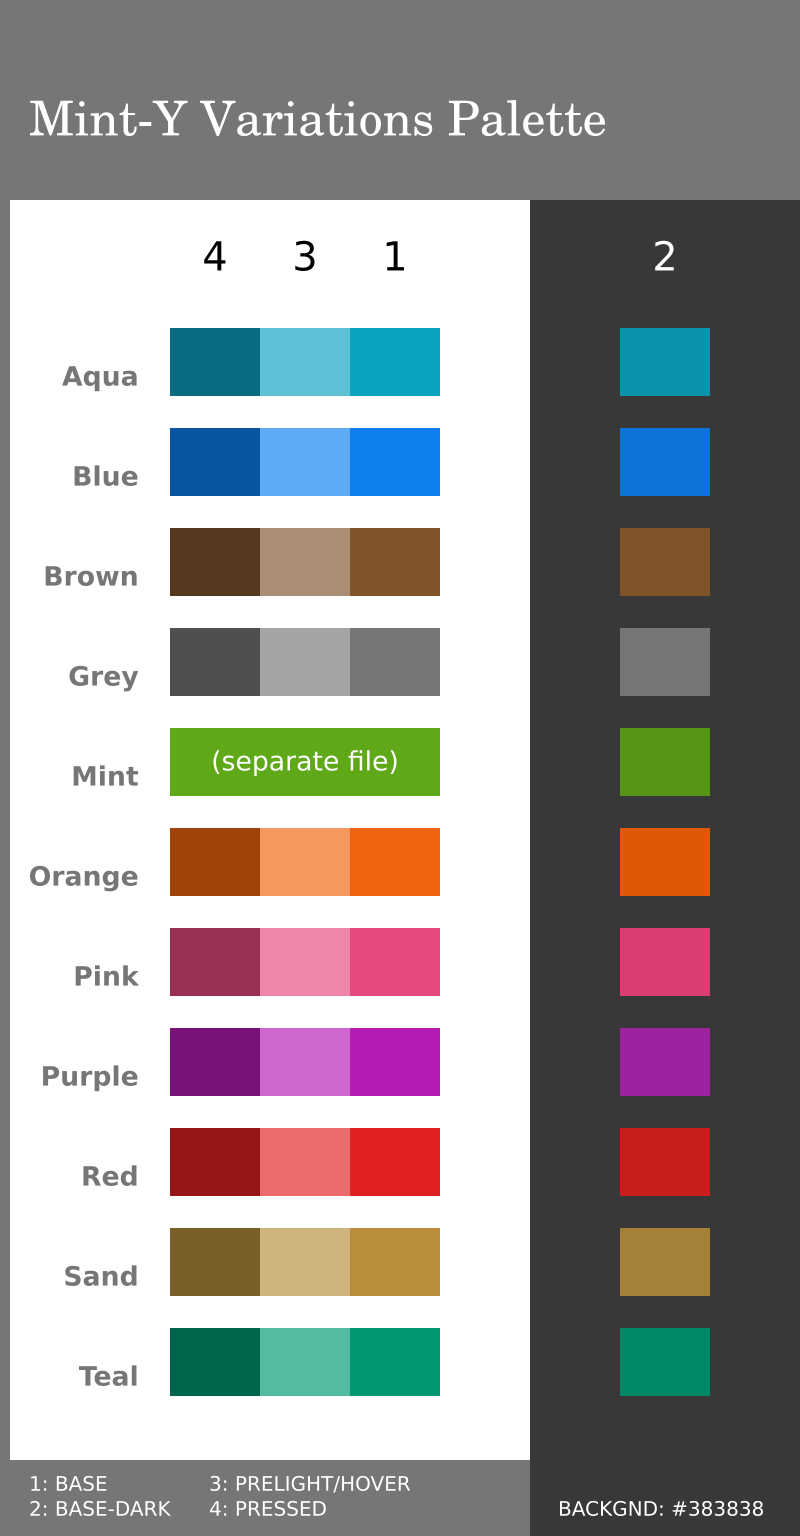 Mint-Y Variations Palette
4 3 1 2
Aqua
Blue
Brown
Grey
Mint (separate file)
Orange
Pink
Purple
Red
Sand
Teal
1: BASE 3: PRELIGHT/HOVER
2: BASE-DARK 4: PRESSED BACKGND: #383838